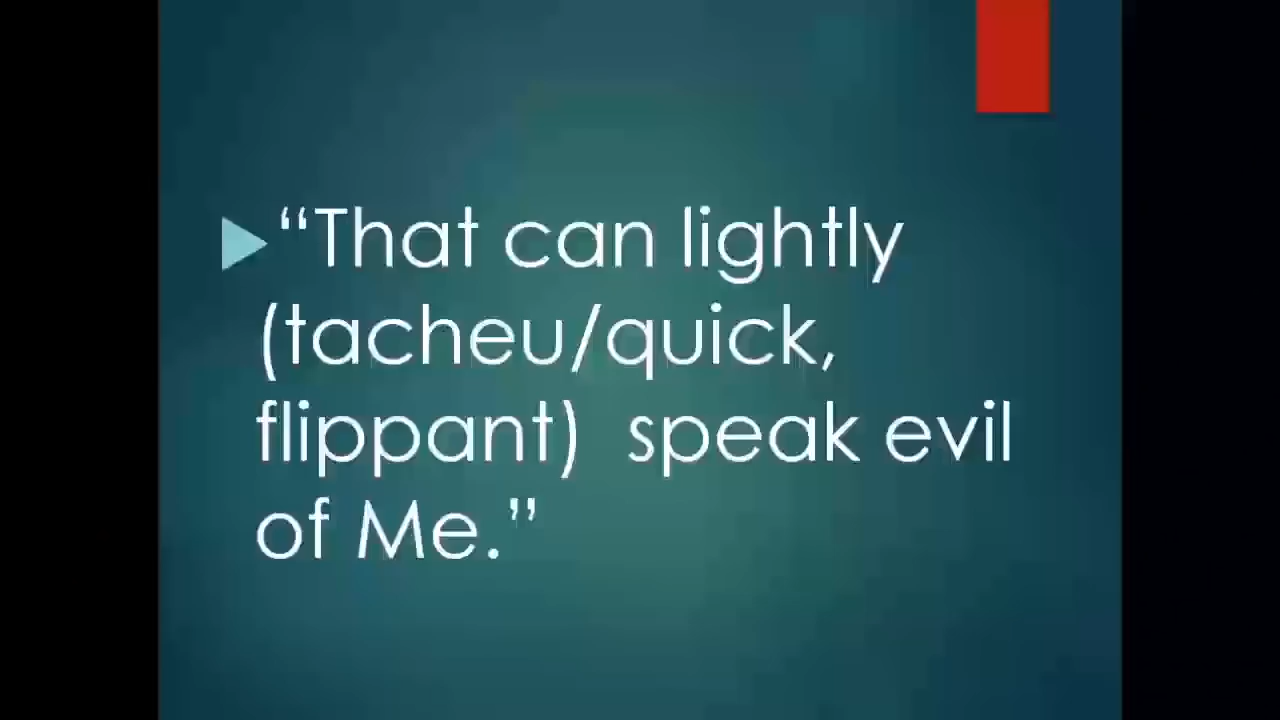 “That can lightly
(tacheu/quick,
flippant)  speak evil
of Me.”